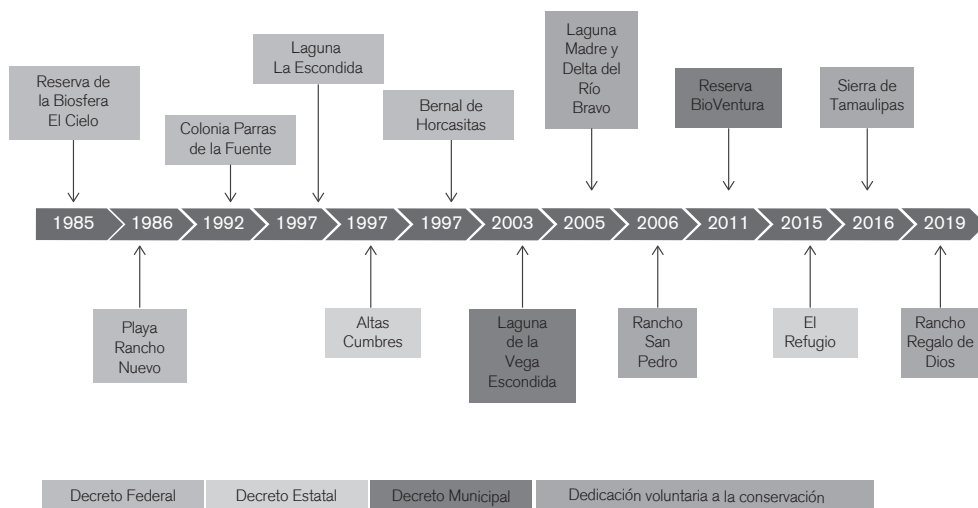 Laguna
Madre y
Delta del
Río
Bravo
Laguna
La Escondida
Reserva de
la Biosfera
El Cielo
Reserva
BioVentura
Sierra de
Tamaulipas
Bernal de
Horcasitas
Colonia Parras
de la Fuente
1985 1986 1992 1997 1997 1997 2003 2005 2006 2011 2015 2016 2019
Playa
Rancho
Nuevo
Altas
Cumbres
Laguna
de la
Vega
Escondida
Rancho
San
Pedro
El
Refugio
Rancho
Regalo de
Dios
Decreto Federal Decreto Estatal Decreto Municipal Dedicación voluntaria a la conservación